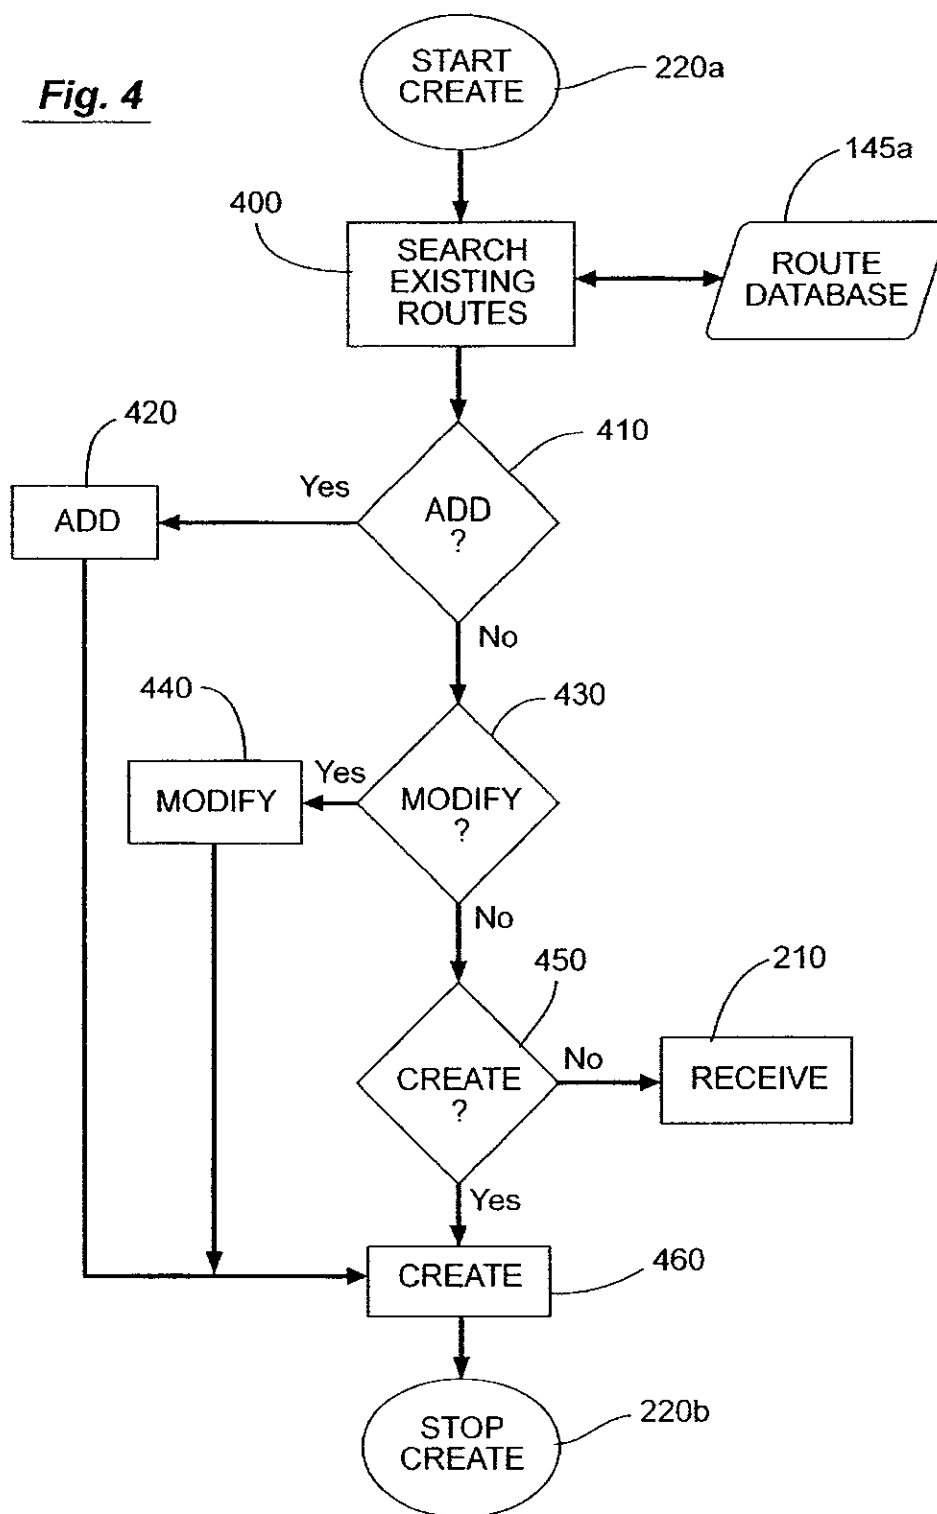 Fig. 4
START
CREATE
220a
145a
400
SEARCH
EXISTING
ROUTES
ROUTE
DATABASE
420
410
Yes
ADD
ADD
?
No
440
430
Yes
MODIFY
MODIFY
?
No
450
210
No
CREATE
?
RECEIVE
Yes
CREATE
460
STOP
CREATE
220b